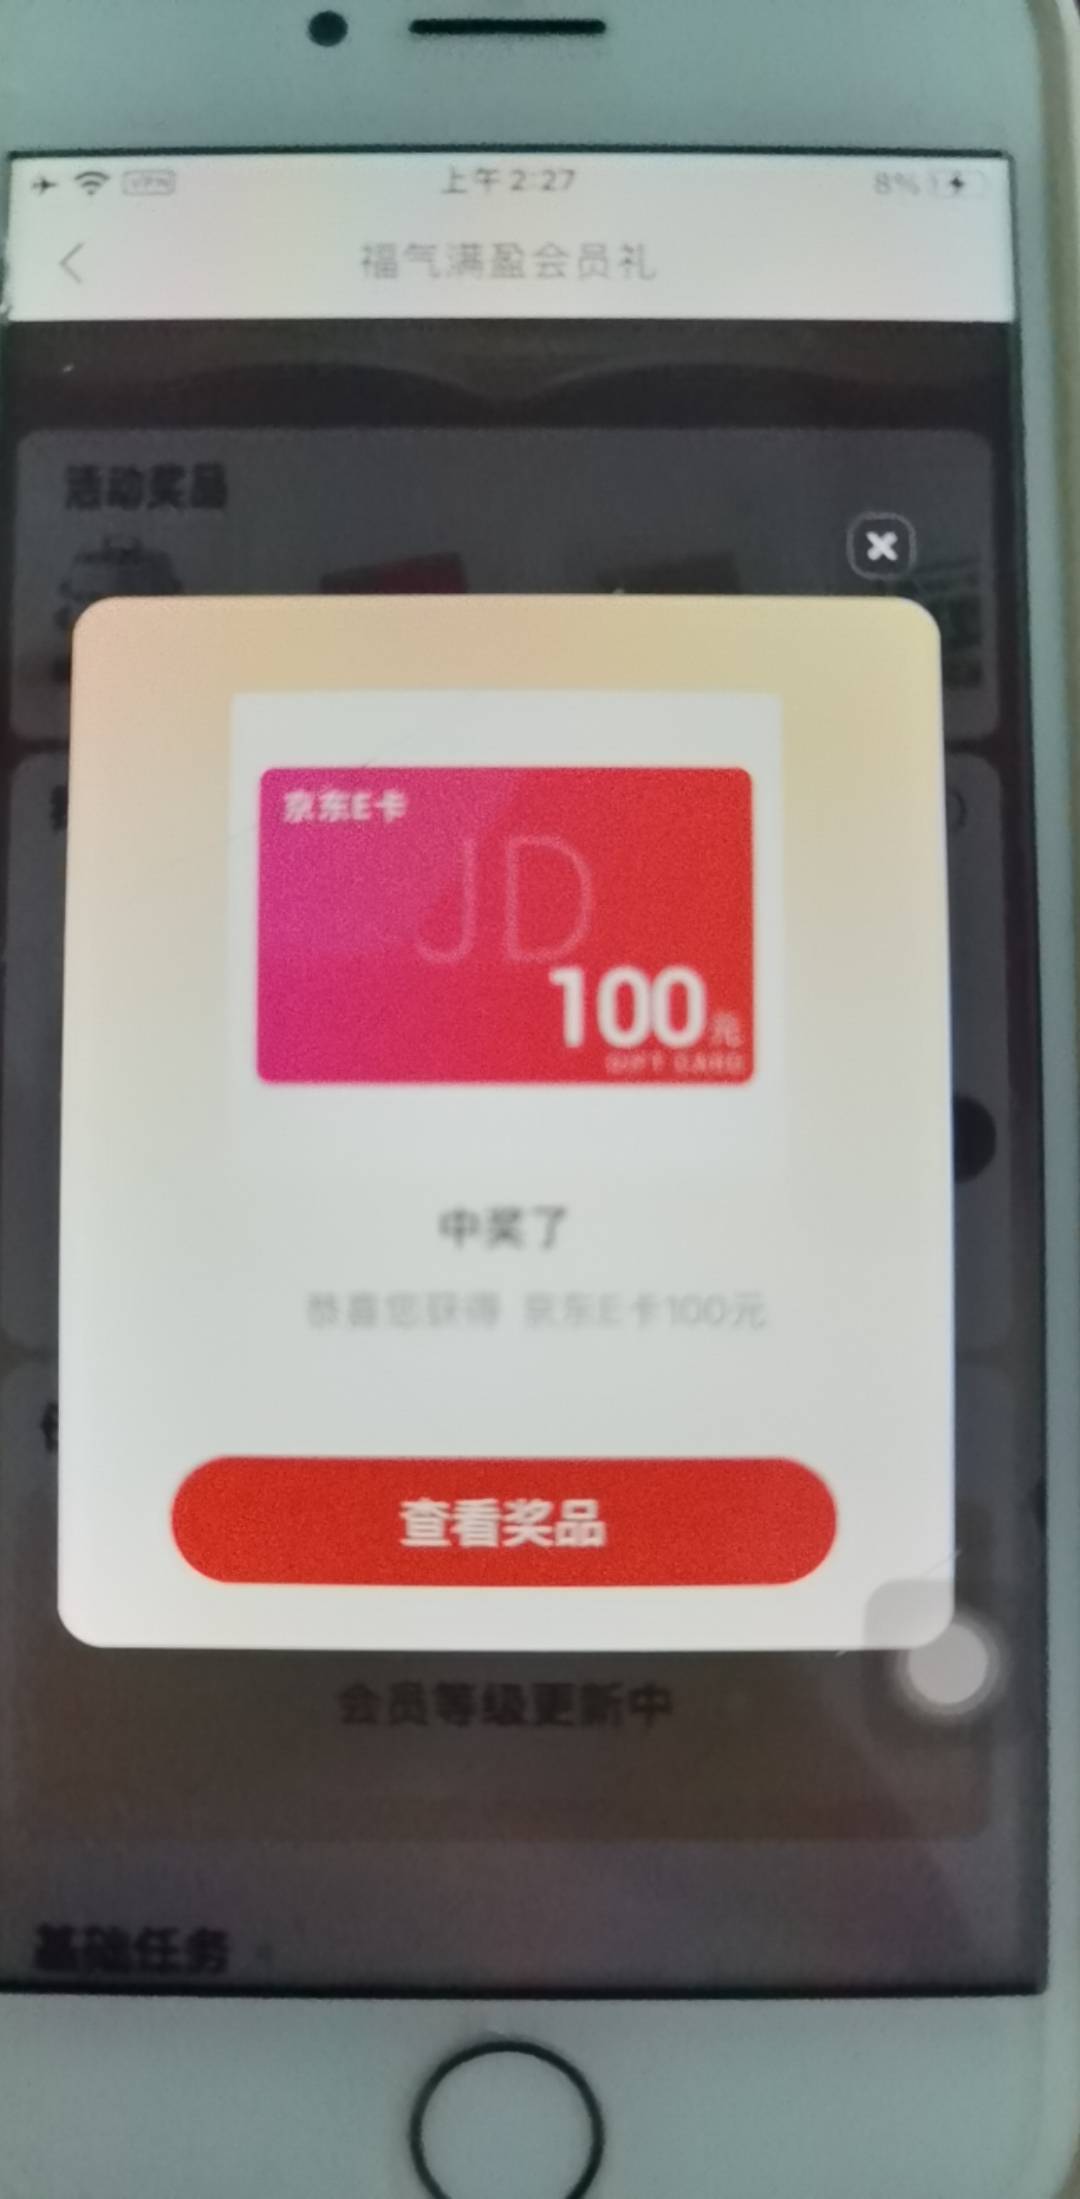 VPN
上午2:27
8%
福气满盈会员礼
活动奖品
京东E卡
JD
100元
GIFT CARD
中奖了
恭喜您获得 京东E卡100元
查看奖品
会员等级更新中
基础任务